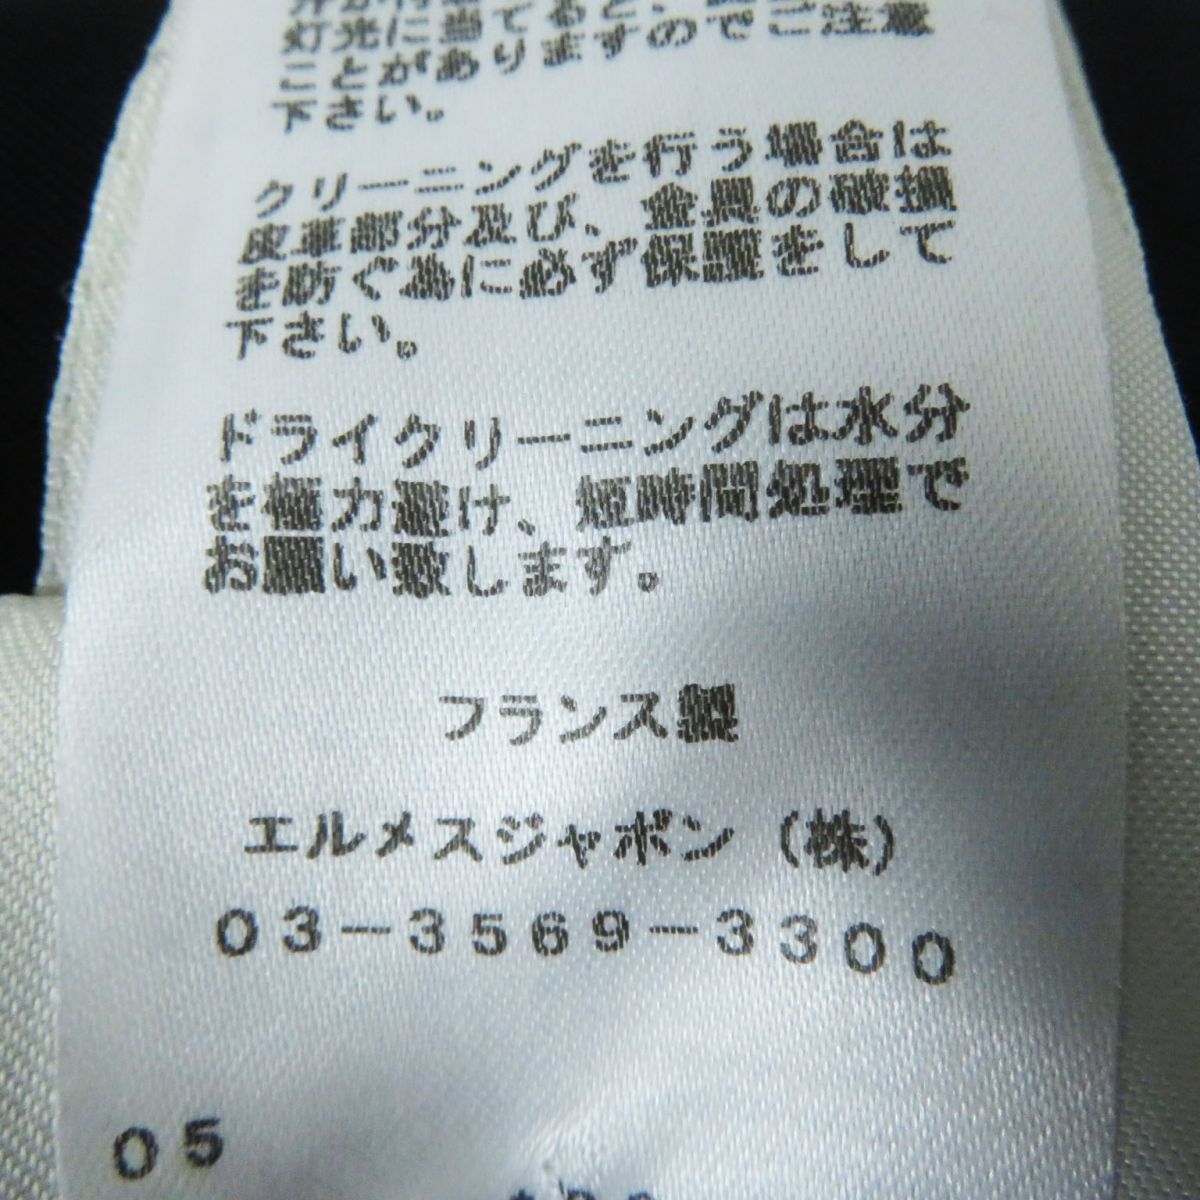 灯光に当てると、
ことがありますのでご注意
下さい。
クリーニングを行う場合は
皮革部分及び、金具の破損
を防ぐ為に必ず保護をして
下さい。
ドライクリーニングは水分
を極力避け、短時間処理で
お願い致します。
フランス製
エルメスジャポン（株）
03-3569-3300
05